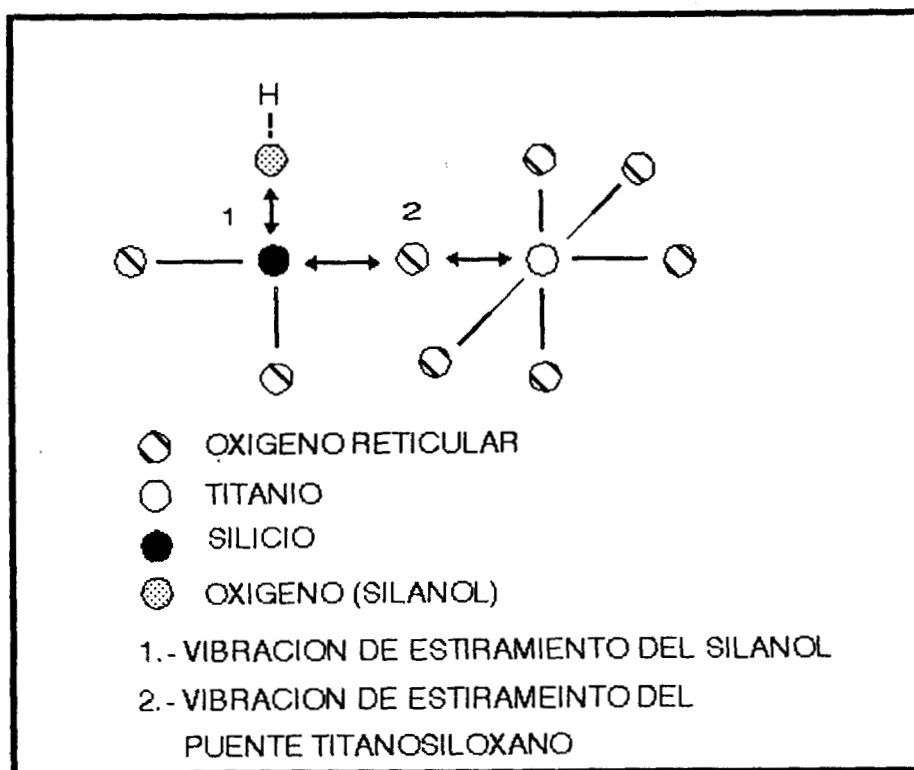 H
1
2
OXIGENO RETICULAR
TITANIO
SILICIO
OXIGENO (SILANOL)
1.- VIBRACION DE ESTIRAMIENTO DEL SILANOL
2.- VIBRACION DE ESTIRAMEINTO DEL
PUENTE TITANOSILOXANO